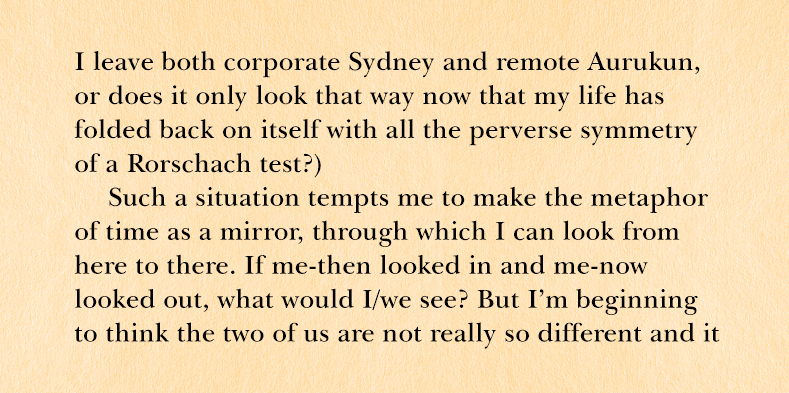 I leave both corporate Sydney and remote Aurukun,
or does it only look that way now that my life has
folded back on itself with all the perverse symmetry
of a Rorschach test?)
Such a situation tempts me to make the metaphor
of time as a mirror, through which I can look from
here to there. If me-then looked in and me-now
looked out, what would I/we see? But I’m beginning
to think the two of us are not really so different and it